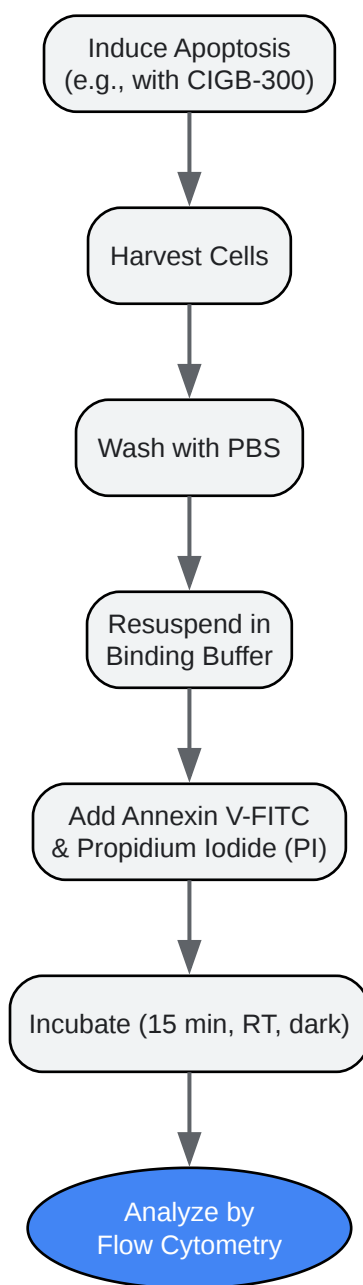 Induce Apoptosis
(e.g., with CIGB-300)
Harvest Cells
Wash with PBS
Resuspend in
Binding Buffer
Add Annexin V-FITC
& Propidium Iodide (PI)
Incubate (15 min, RT, dark)
Analyze by
Flow Cytometry